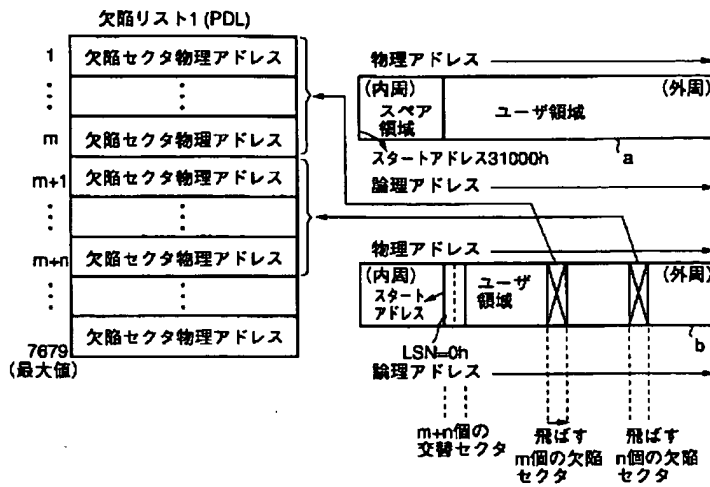 欠陥リスト1 (PDL)
1
欠陥セクタ物理アドレス
⋮
⋮
m
欠陥セクタ物理アドレス
m+1
欠陥セクタ物理アドレス
⋮
⋮
m+n
欠陥セクタ物理アドレス
⋮
⋮
欠陥セクタ物理アドレス
7679
(最大値)
物理アドレス
(内周)
(外周)
スペア
領域
ユーザ領域
スタートアドレス31000h
a
論理アドレス
物理アドレス
(内周)
(外周)
スタート
アドレス
ユーザ
領域
LSN=0h
b
論理アドレス
m+n個の
交替セクタ
飛ばす
m個の欠陥
セクタ
飛ばす
n個の欠陥
セクタ